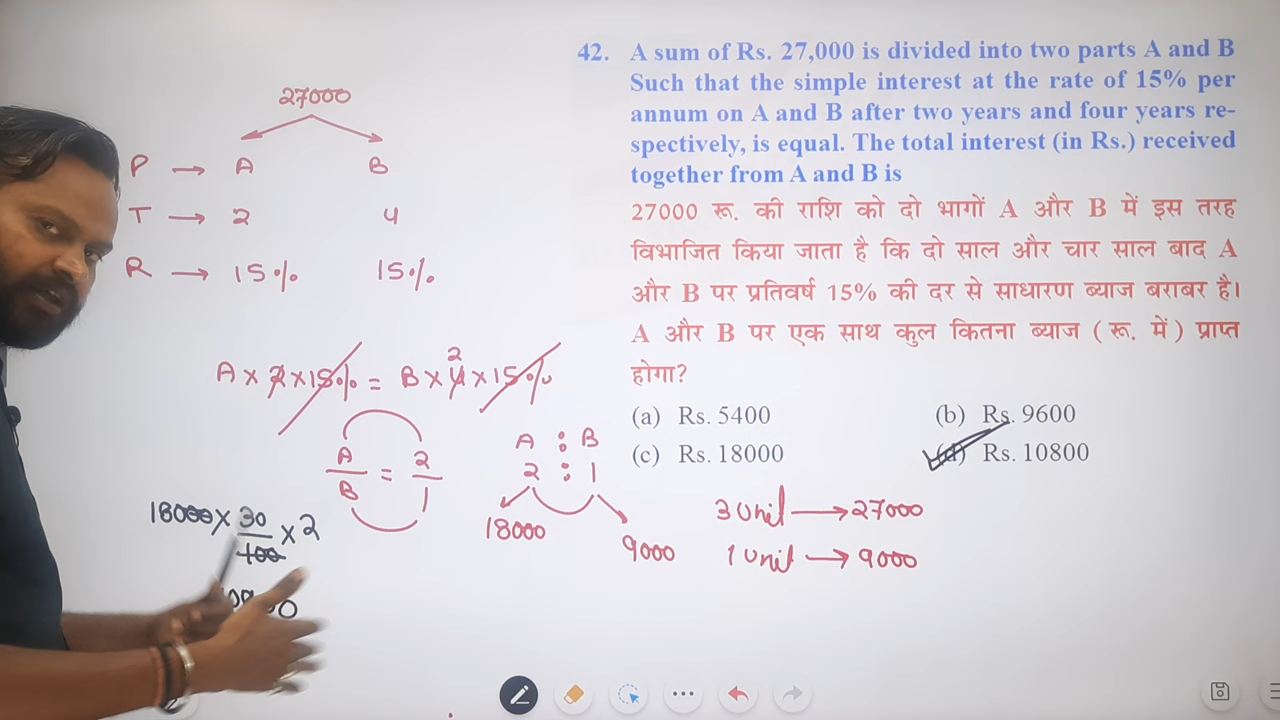 42. A sum of Rs. 27,000 is divided into two parts A and B
Such that the simple interest at the rate of 15% per
annum on A and B after two years and four years re-
spectively, is equal. The total interest (in Rs.) received
together from A and B is
27000 रू. की राशि को दो भागों A और B में इस तरह
विभाजित किया जाता है कि दो साल और चार साल बाद A
और B पर प्रतिवर्ष 15% की दर से साधारण ब्याज बराबर है।
A और B पर एक साथ कुल कितना ब्याज (रू. में) प्राप्त
होगा?
(a) Rs. 5400 (b) Rs. 9600
(c) Rs. 18000 (d) Rs. 10800
27000
P → A B
T → 2 4
R → 15% 15%
A × 2 × 15% = B × 4 × 15%
2
A/B = 2/1
A : B
2 : 1
18000 9000
3 Unit → 27000
1 Unit → 9000
18000 × 30/100 × 2